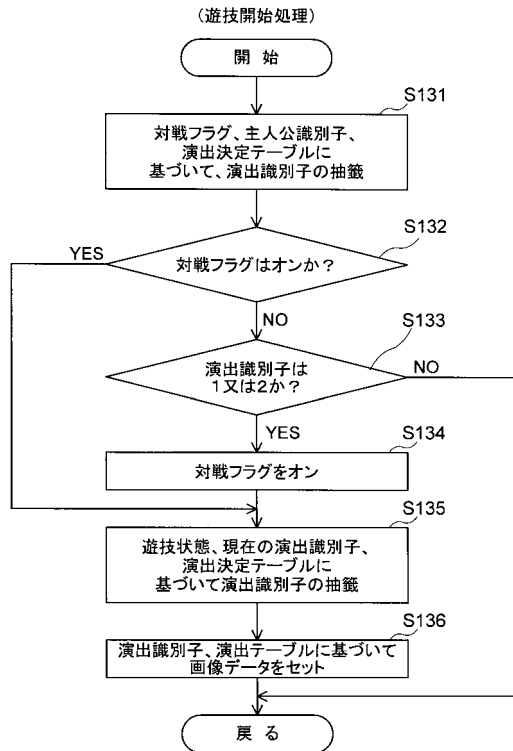 (遊技開始処理)
開 始
S131
対戦フラグ、主人公識別子、
演出決定テーブルに
基づいて、演出識別子の抽籤
S132
YES
対戦フラグはオンか？
NO
S133
演出識別子は
1又は2か？
NO
YES
S134
対戦フラグをオン
S135
遊技状態、現在の演出識別子、
演出決定テーブルに
基づいて演出識別子の抽籤
S136
演出識別子、演出テーブルに基づいて
画像データをセット
戻 る